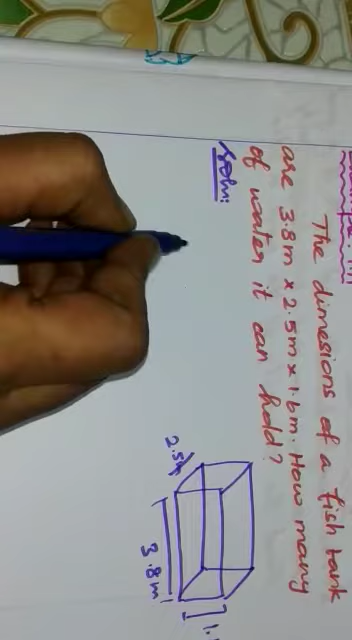 The dimesions of a fish tank
are 3.8m x 2.5m x 1.6m. How many
of water it can hold?
Soln:
2.5
3.8m